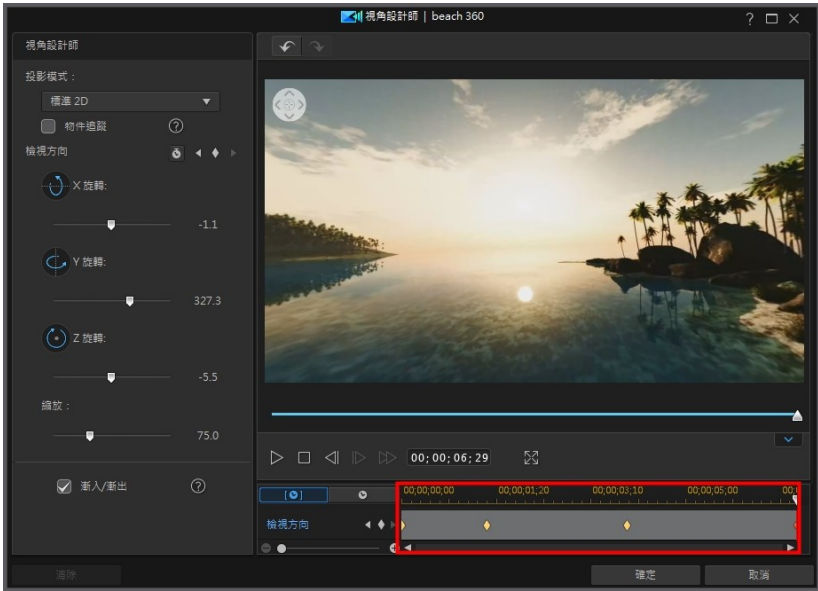 視角設計師 | beach 360
視角設計師
投影模式：
標準 2D
物件追蹤
檢視方向
X 旋轉:
-1.1
Y 旋轉:
327.3
Z 旋轉:
-5.5
縮放：
75.0
漸入/漸出
00;00;06;29
00;00;00;00 00;00;01;20 00;00;03;10 00;00;05;00
檢視方向
清除
確定 取消